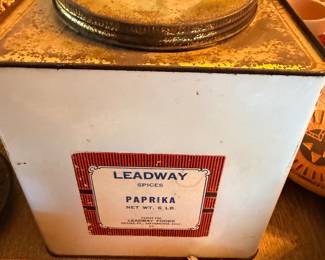 LEADWAY
SPICES
PAPRIKA
NET WT. 5 LB.
LEADWAY FOODS